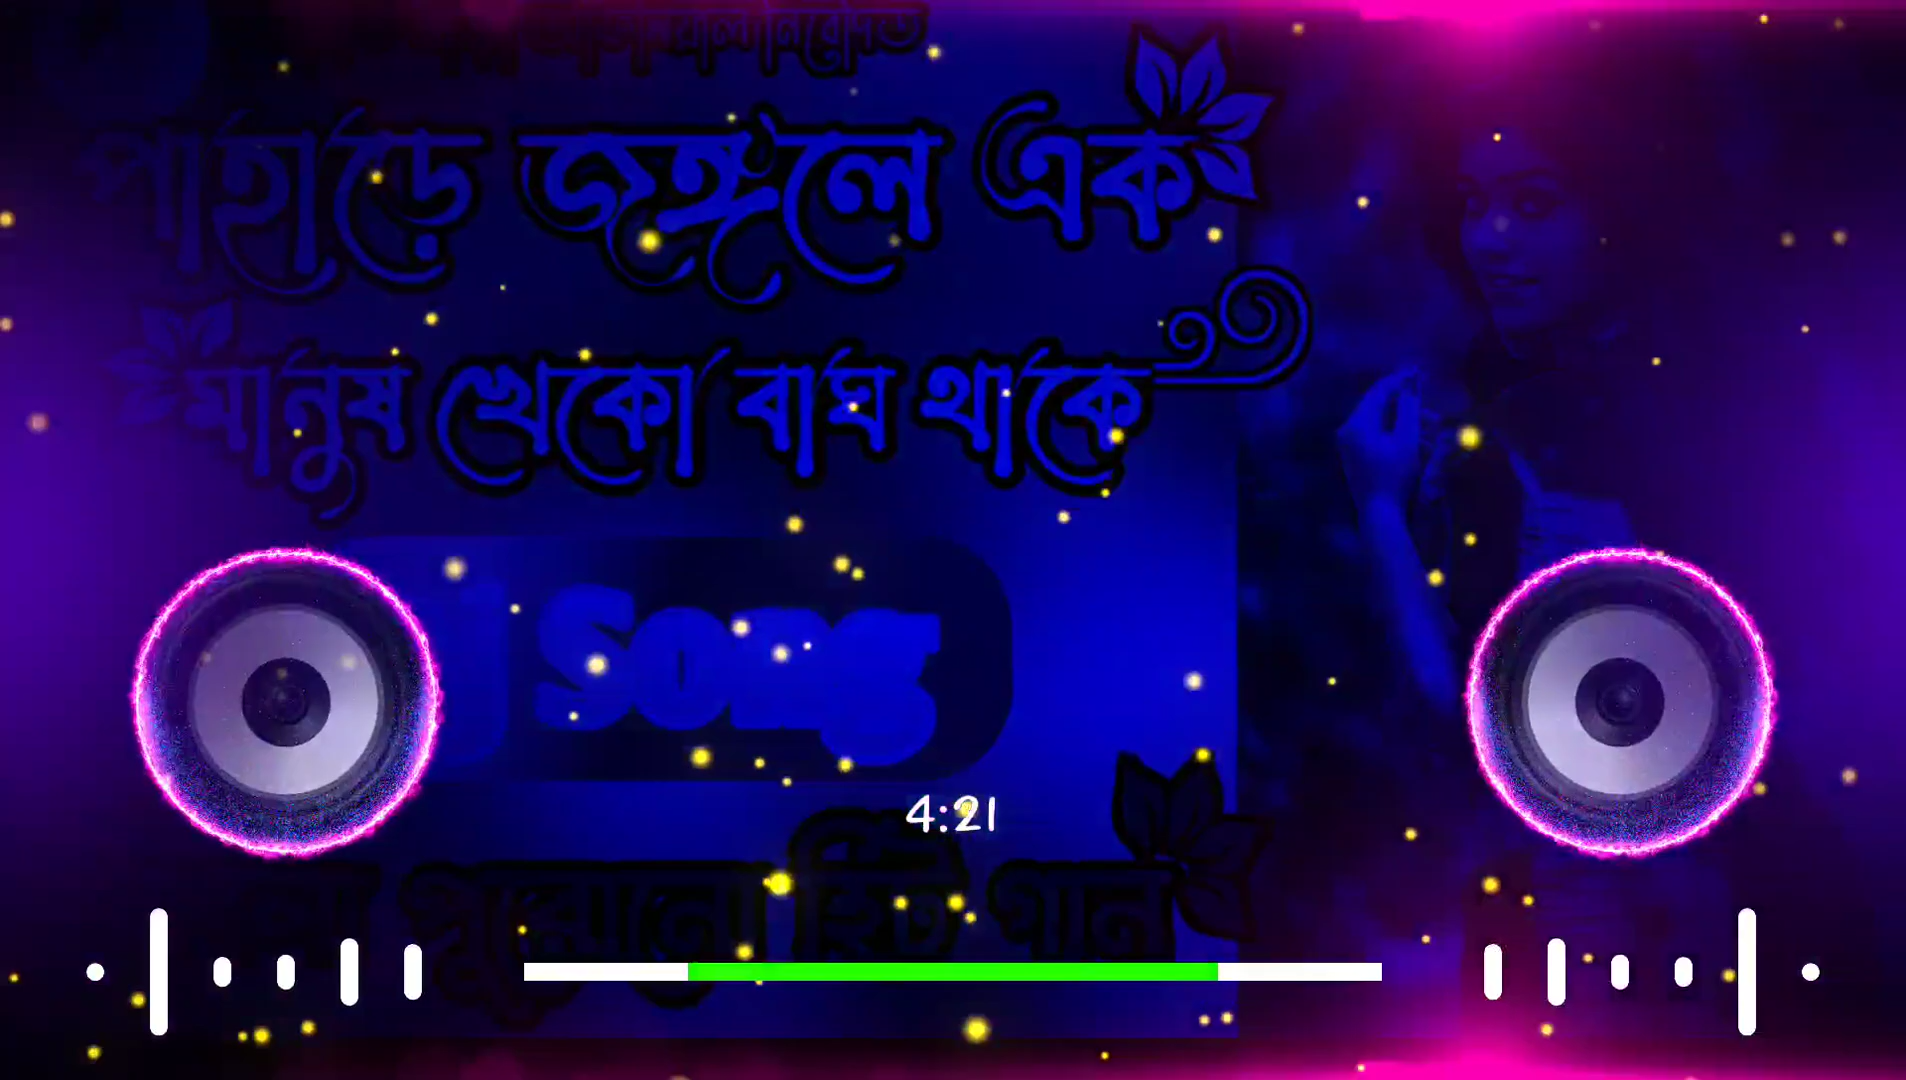 পাহাড়ে জঙ্গলে এক
মানুষ খেকো বাঘ থাকে
Song
4:21
পুরোনো হিট গান